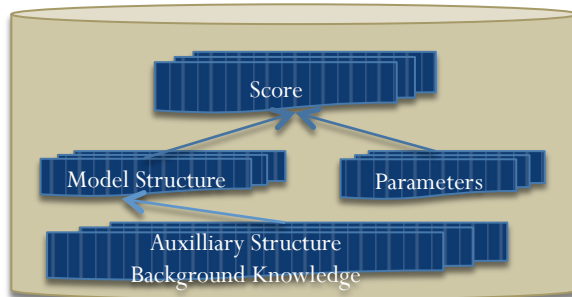 Score
Model Structure
Parameters
Auxilliary Structure
Background Knowledge